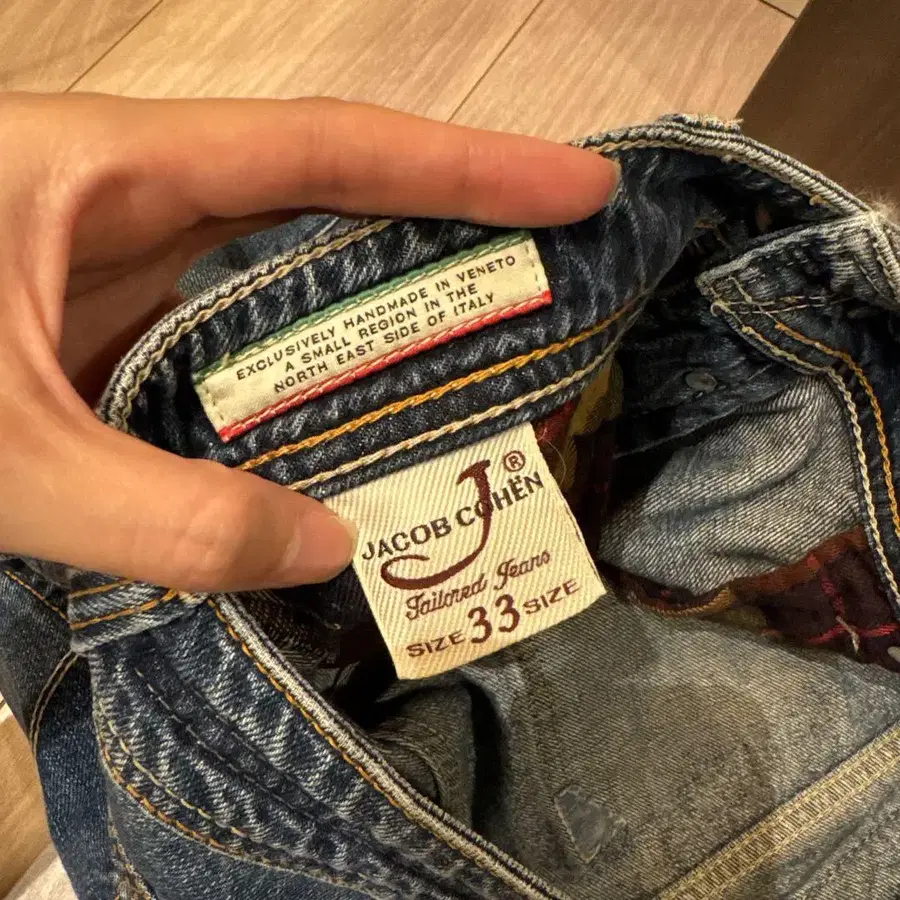 EXCLUSIVELY HANDMADE IN VENETO
A SMALL REGION IN THE
NORTH EAST SIDE OF ITALY
J®
JACOB COHËN
Tailored Jeans
SIZE 33 SIZE